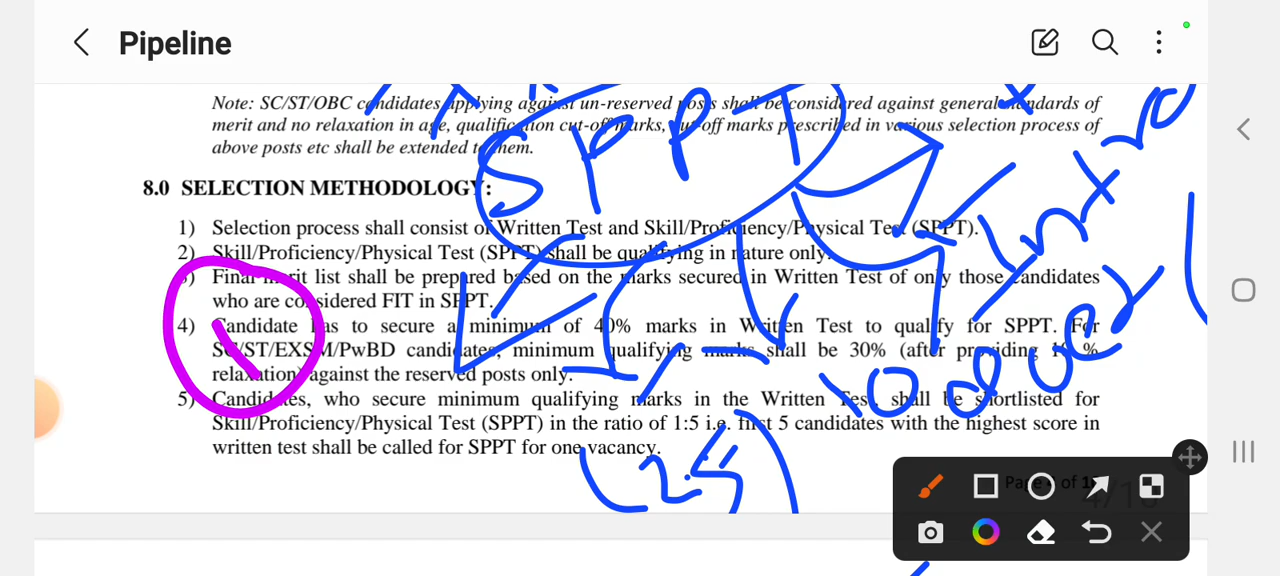 Pipeline
Note: SC/ST/OBC candidates applying against un-reserved posts shall be considered against general standards of
merit and no relaxation in age, qualification cut-off marks, cut-off marks prescribed in various selection process of
above posts etc shall be extended to them.
SPPT
8.0 SELECTION METHODOLOGY:
1) Selection process shall consist of Written Test and Skill/Proficiency/Physical Test (SPPT).
2) Skill/Proficiency/Physical Test (SPPT) shall be qualifying in nature only.
3) Final merit list shall be prepared based on the marks secured in Written Test of only those candidates
who are considered FIT in SPPT.
4) Candidate has to secure a minimum of 40% marks in Written Test to qualify for SPPT. For
SC/ST/EXSM/PwBD candidates, minimum qualifying marks shall be 30% (after providing 10 %
relaxation) against the reserved posts only.
5) Candidates, who secure minimum qualifying marks in the Written Test, shall be shortlisted for
Skill/Proficiency/Physical Test (SPPT) in the ratio of 1:5 i.e. first 5 candidates with the highest score in
written test shall be called for SPPT for one vacancy.
(25)